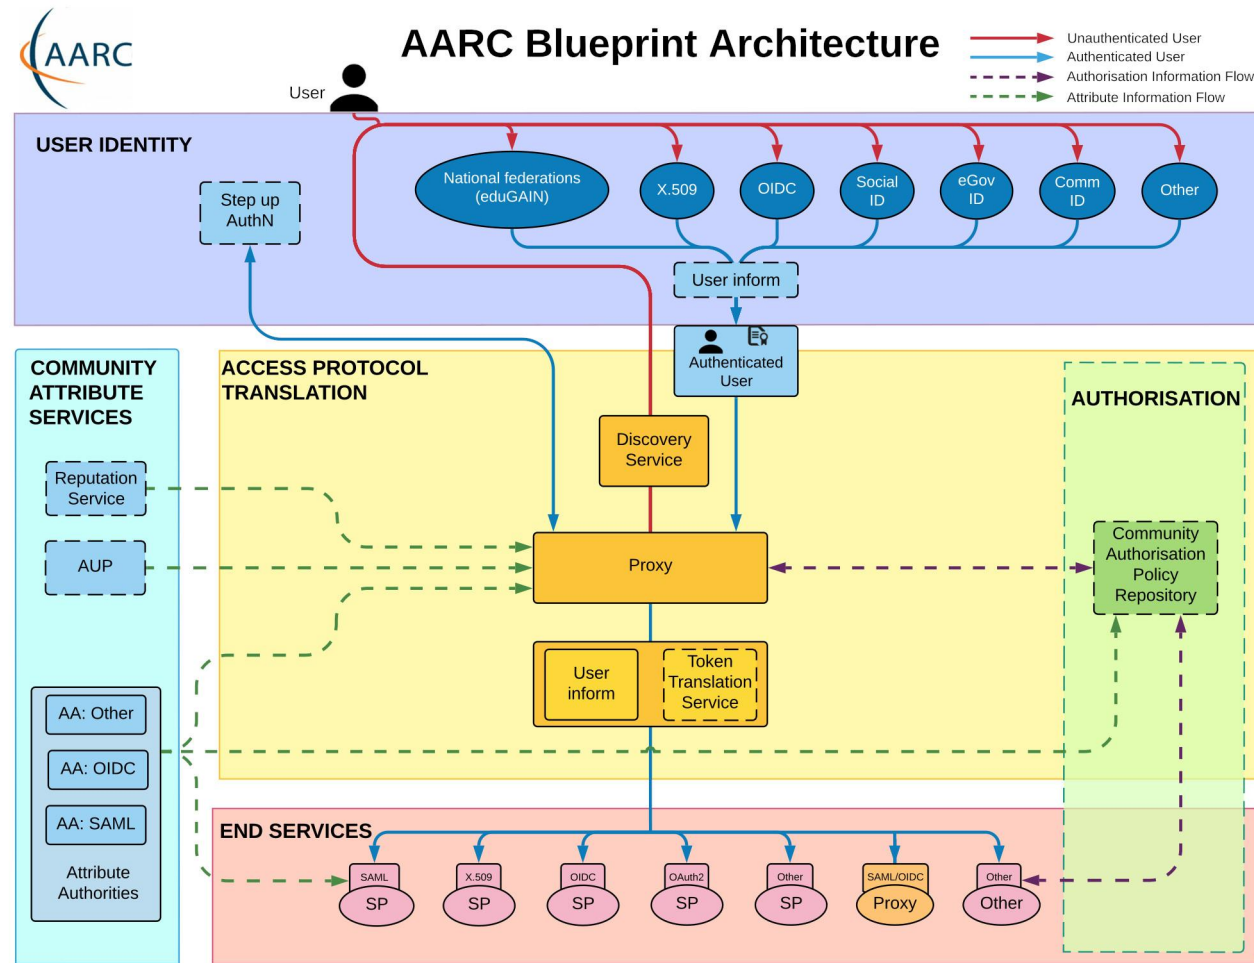 AARC
AARC Blueprint Architecture
Unauthenticated User
Authenticated User
Authorisation Information Flow
Attribute Information Flow
User
USER IDENTITY
Step up
AuthN
National federations
(eduGAIN)
X.509
OIDC
Social
ID
eGov
ID
Comm
ID
Other
User inform
Authenticated
User
COMMUNITY
ATTRIBUTE
SERVICES
Reputation
Service
AUP
AA: Other
AA: OIDC
AA: SAML
Attribute
Authorities
ACCESS PROTOCOL
TRANSLATION
Discovery
Service
Proxy
User
inform
Token
Translation
Service
AUTHORISATION
Community
Authorisation
Policy
Repository
END SERVICES
SAML
SP
X.509
SP
OIDC
SP
OAuth2
SP
Other
SP
SAML/OIDC
Proxy
Other
Other